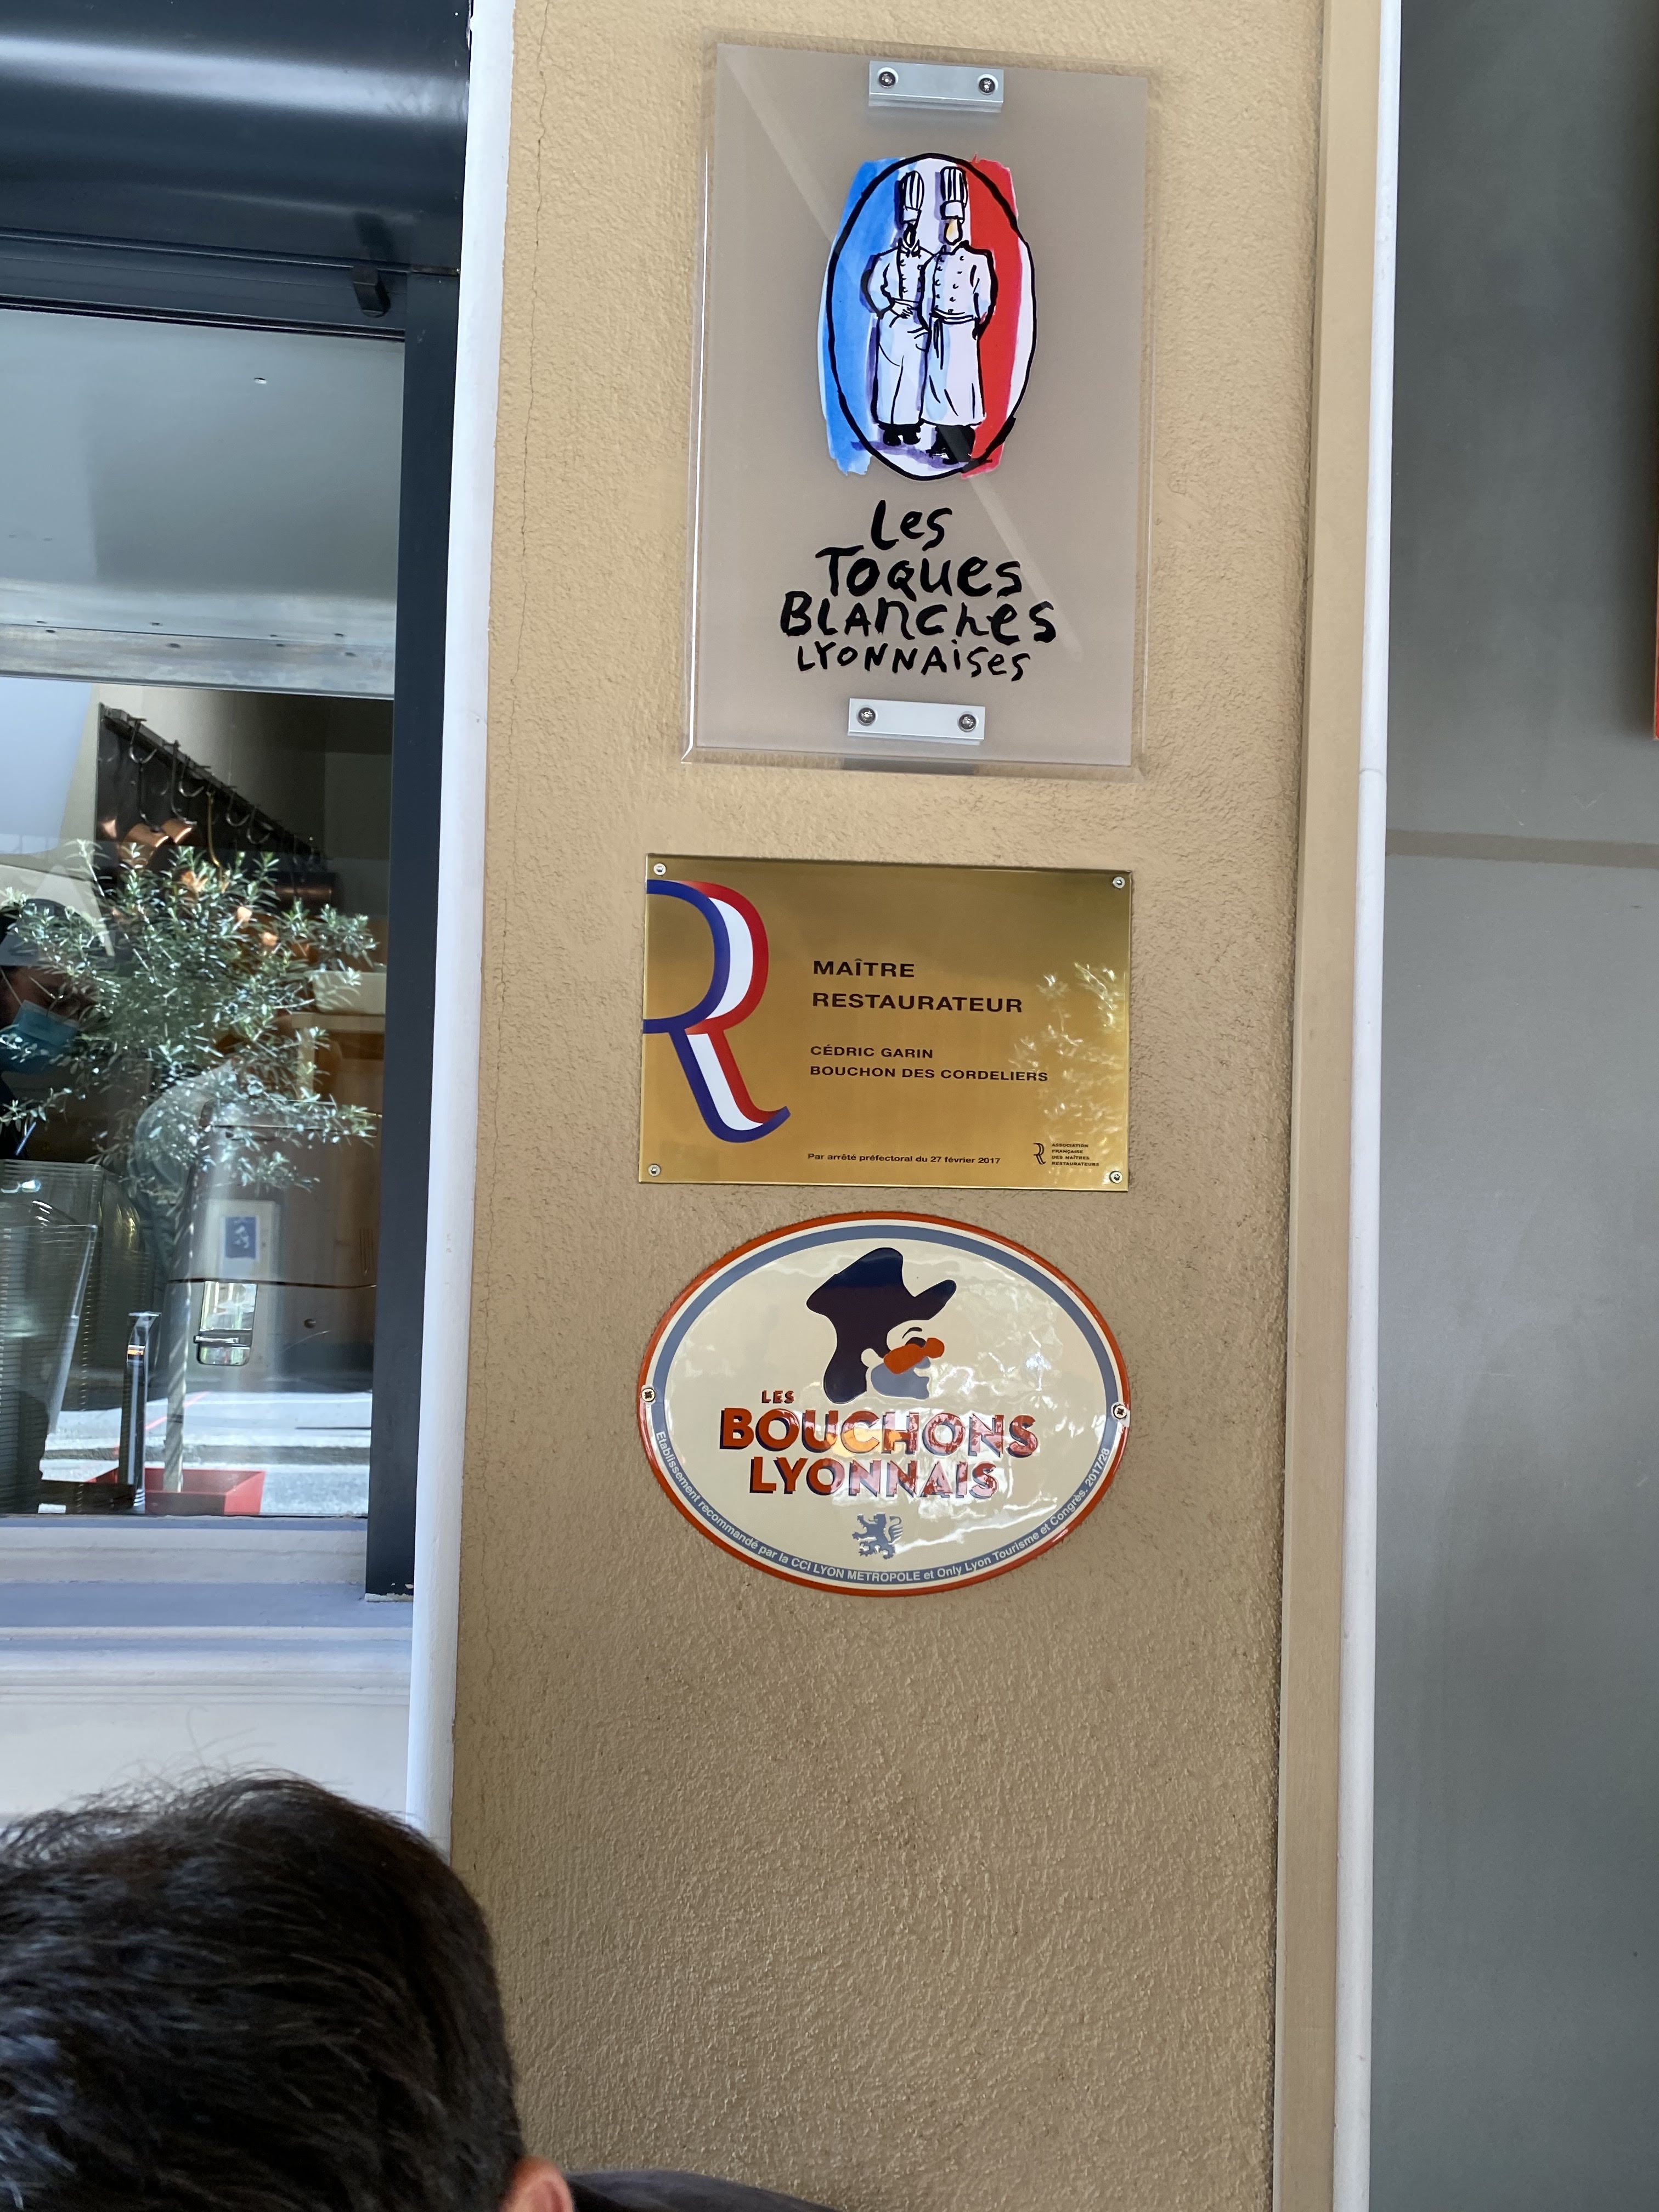 Les
Toques
Blanches
Lyonnaises
MAÎTRE
RESTAURATEUR
CÉDRIC GARIN
BOUCHON DES CORDELIERS
Par arrêté préfectoral du 27 février 2017
R ASSOCIATION
FRANÇAISE
DES MAÎTRES
RESTAURATEURS
LES
BOUCHONS
LYONNAIS
Etablissement recommandé par la CCI LYON METROPOLE et Only Lyon Tourisme et Congrès. 2017/28